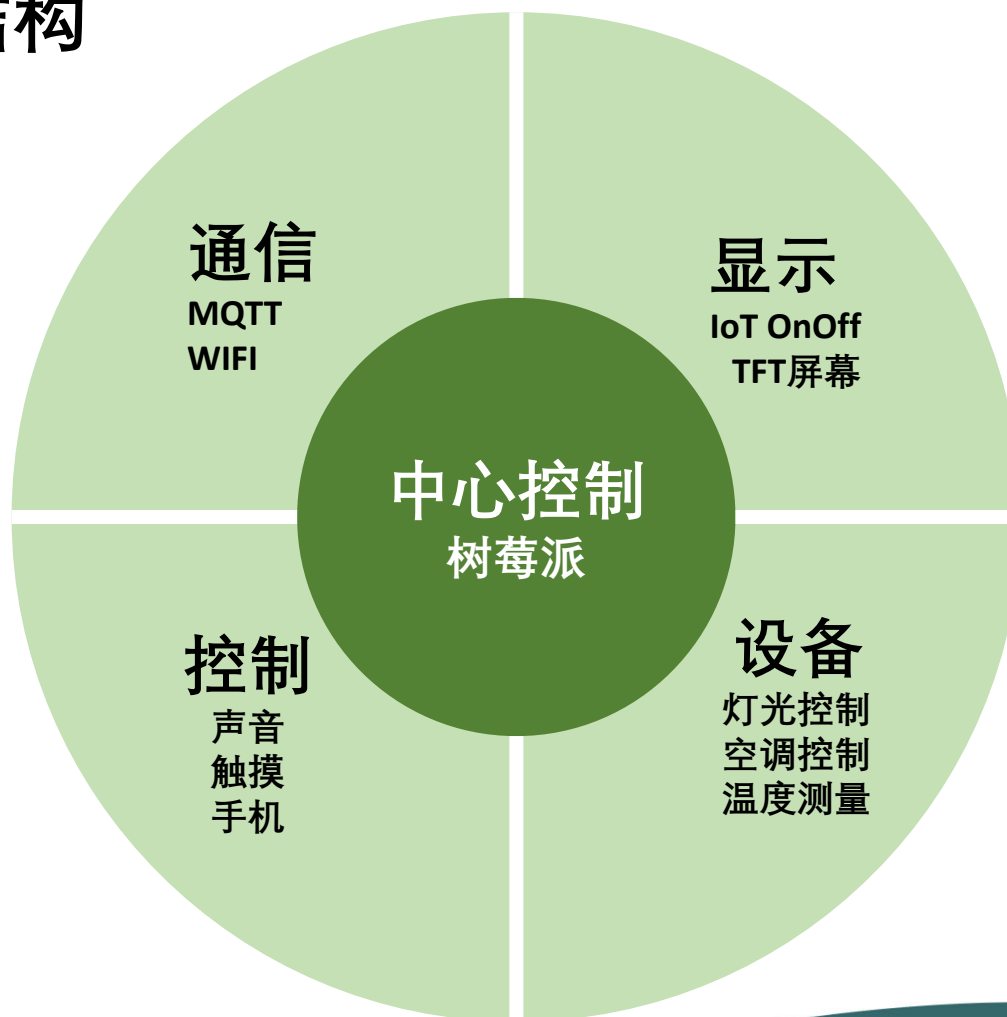 结构
通信
MQTT
WIFI
显示
IoT OnOff
TFT屏幕
中心控制
树莓派
控制
声音
触摸
手机
设备
灯光控制
空调控制
温度测量